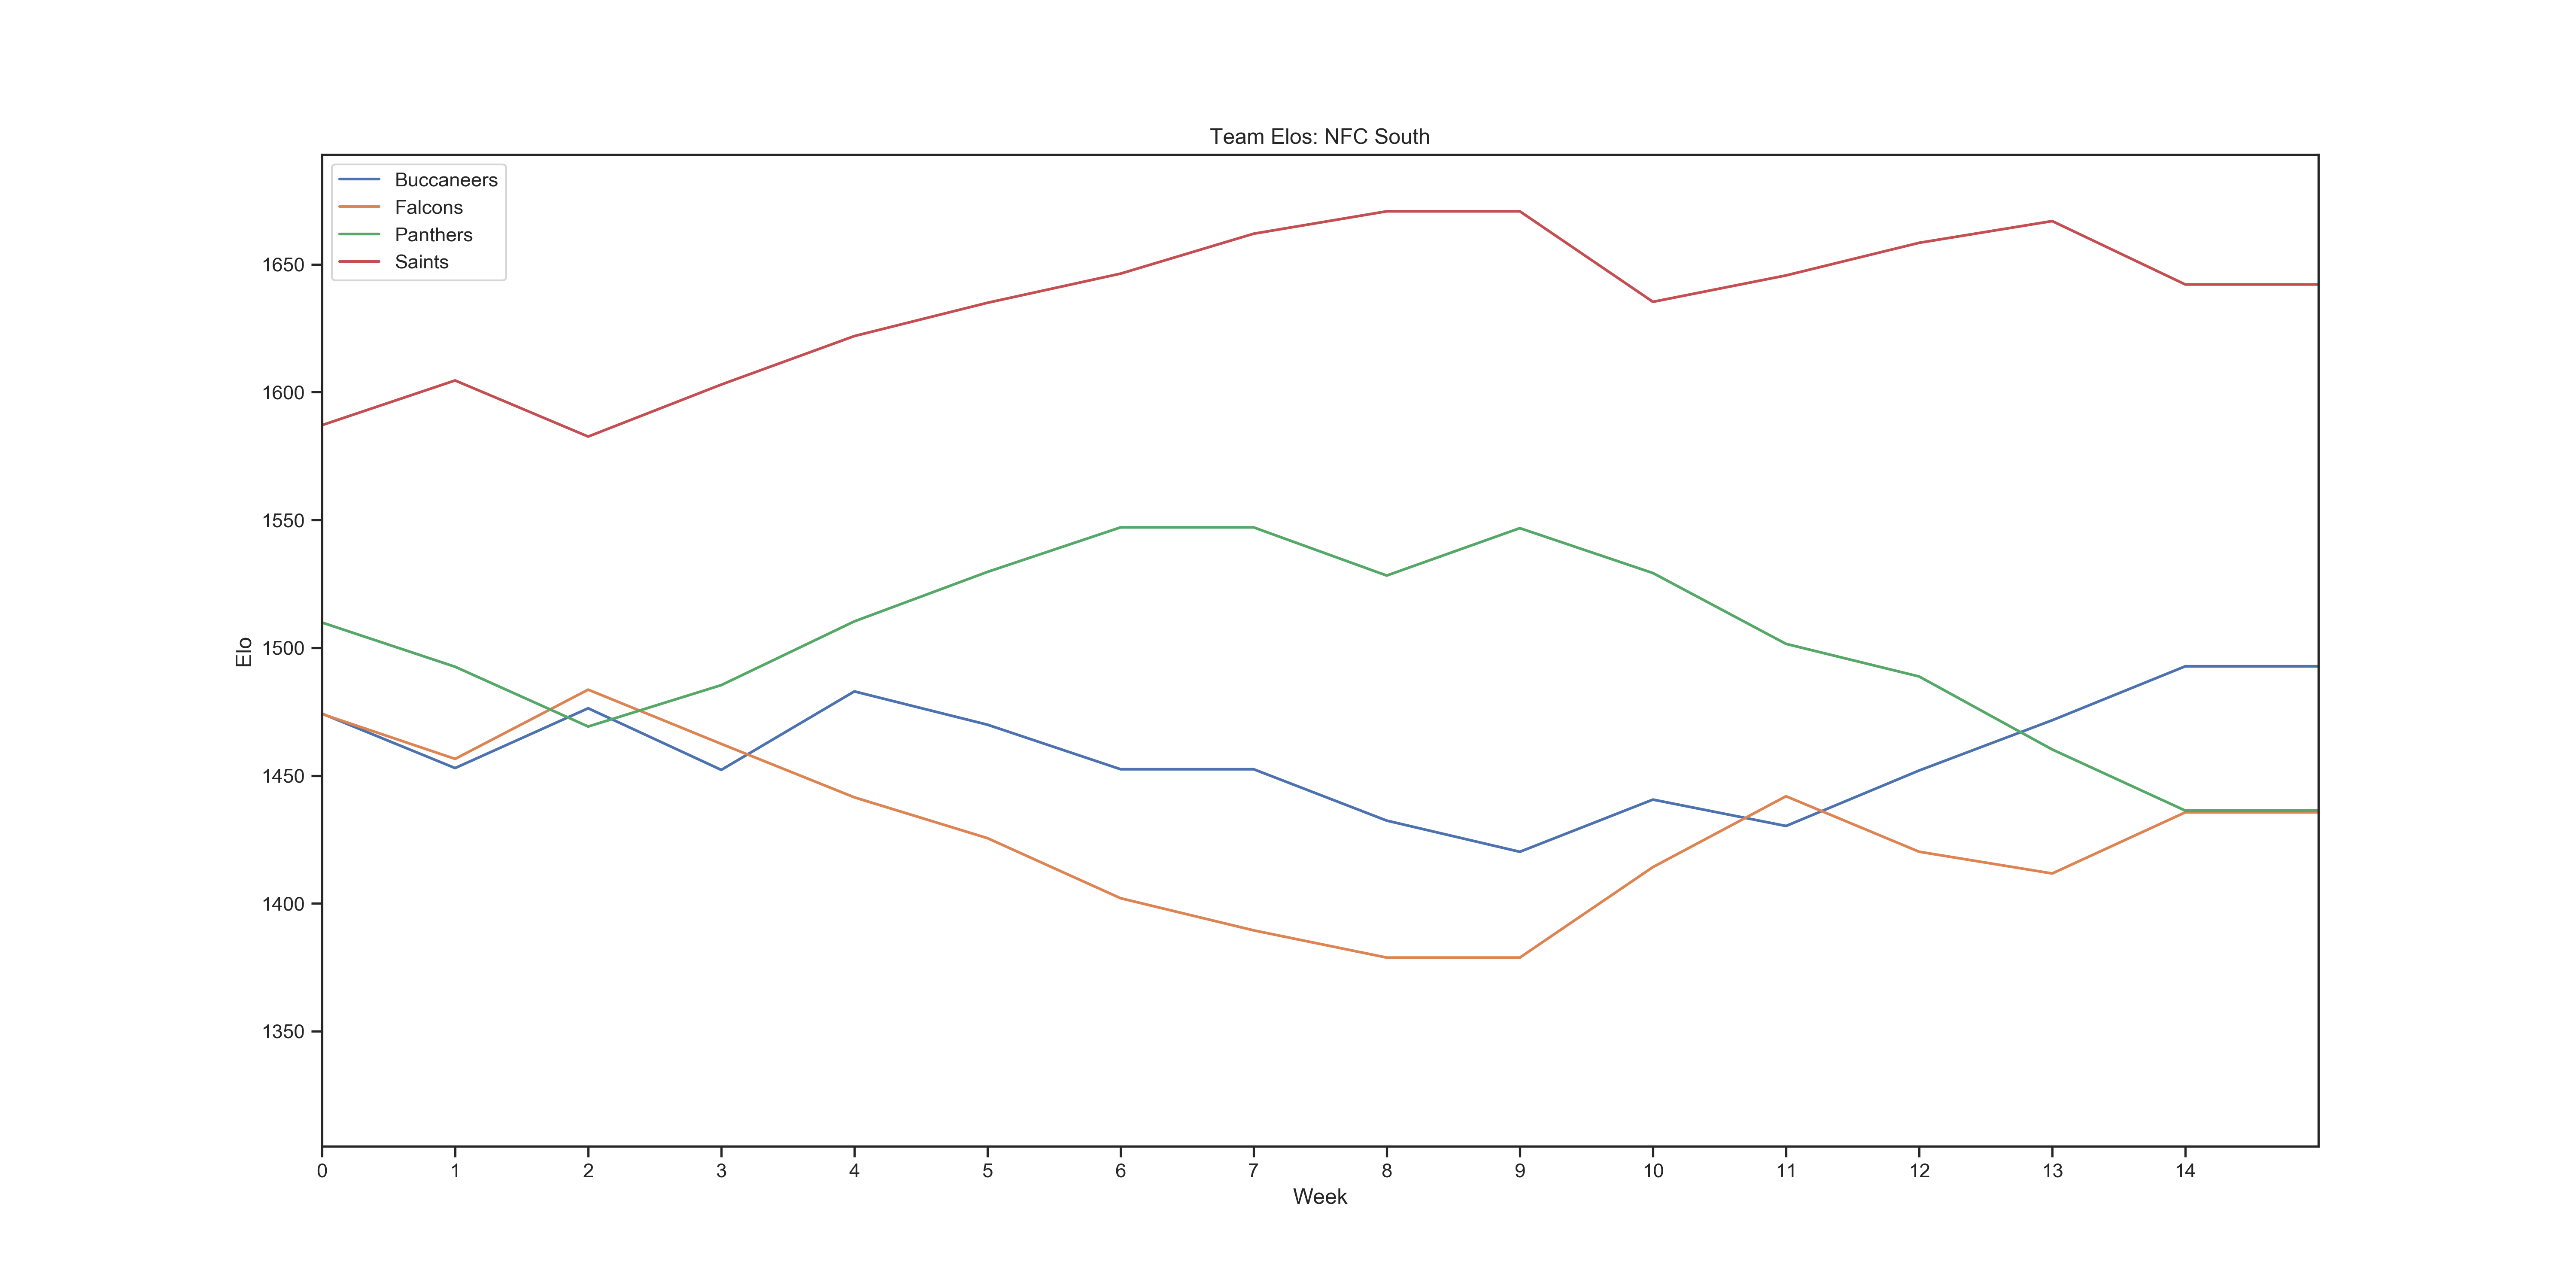 Team Elos: NFC South
Buccaneers
Falcons
Panthers
Saints
1650
1600
1550
1500
1450
1400
1350
Elo
0 1 2 3 4 5 6 7 8 9 10 11 12 13 14
Week